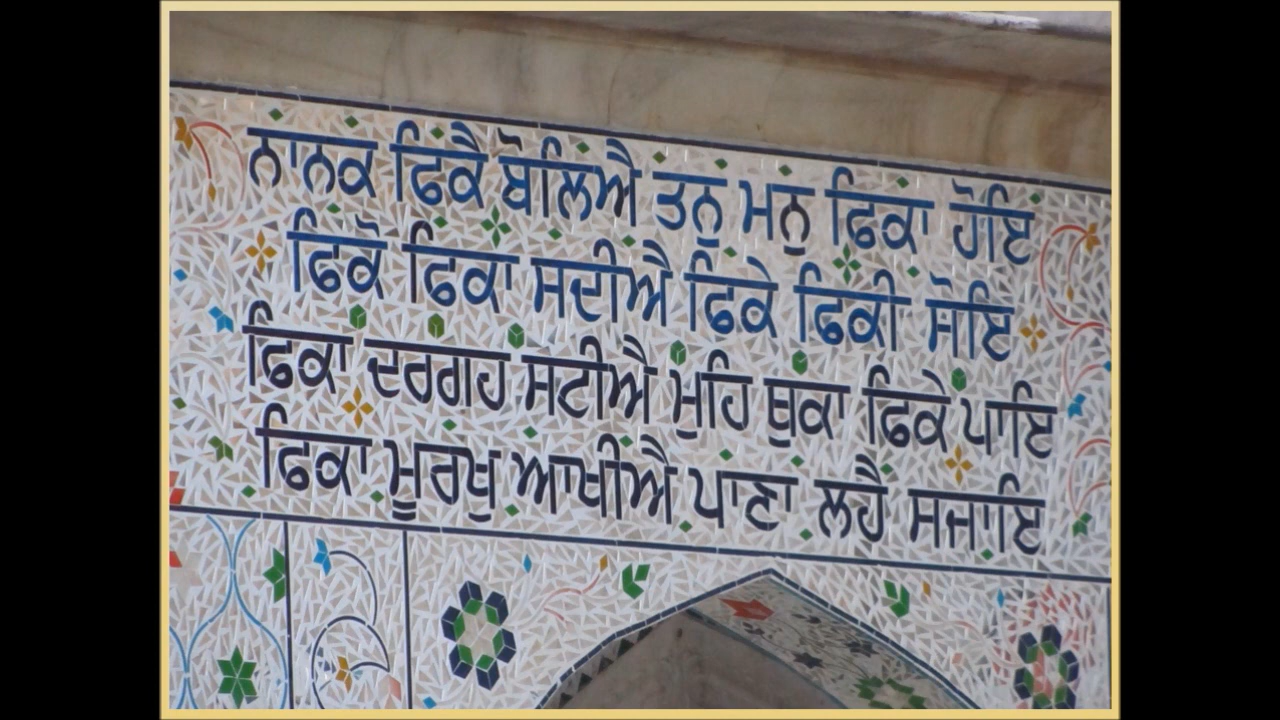 ਨਾਨਕ ਫਿਕੈ ਬੋਲਿਐ ਤਨੁ ਮਨੁ ਫਿਕਾ ਹੋਇ
ਫਿਕੋ ਫਿਕਾ ਸਦੀਐ ਫਿਕੇ ਫਿਕੀ ਸੋਇ
ਫਿਕਾ ਦਰਗਹ ਸਟੀਐ ਮੁਹਿ ਥੁਕਾ ਫਿਕੇ ਪਾਇ
ਫਿਕਾ ਮੂਰਖੁ ਆਖੀਐ ਪਾਣਾ ਲਹੈ ਸਜਾਇ